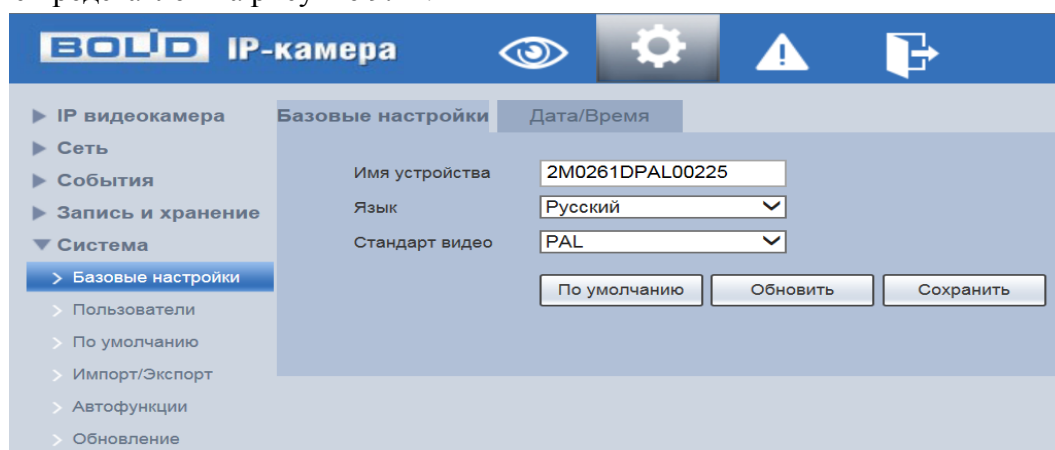 BOLID IP-камера
IP видеокамера
Сеть
События
Запись и хранение
Система
Базовые настройки
Пользователи
По умолчанию
Импорт/Экспорт
Автофункции
Обновление
Базовые настройки Дата/Время
Имя устройства 2M0261DPAL00225
Язык Русский
Стандарт видео PAL
По умолчанию Обновить Сохранить